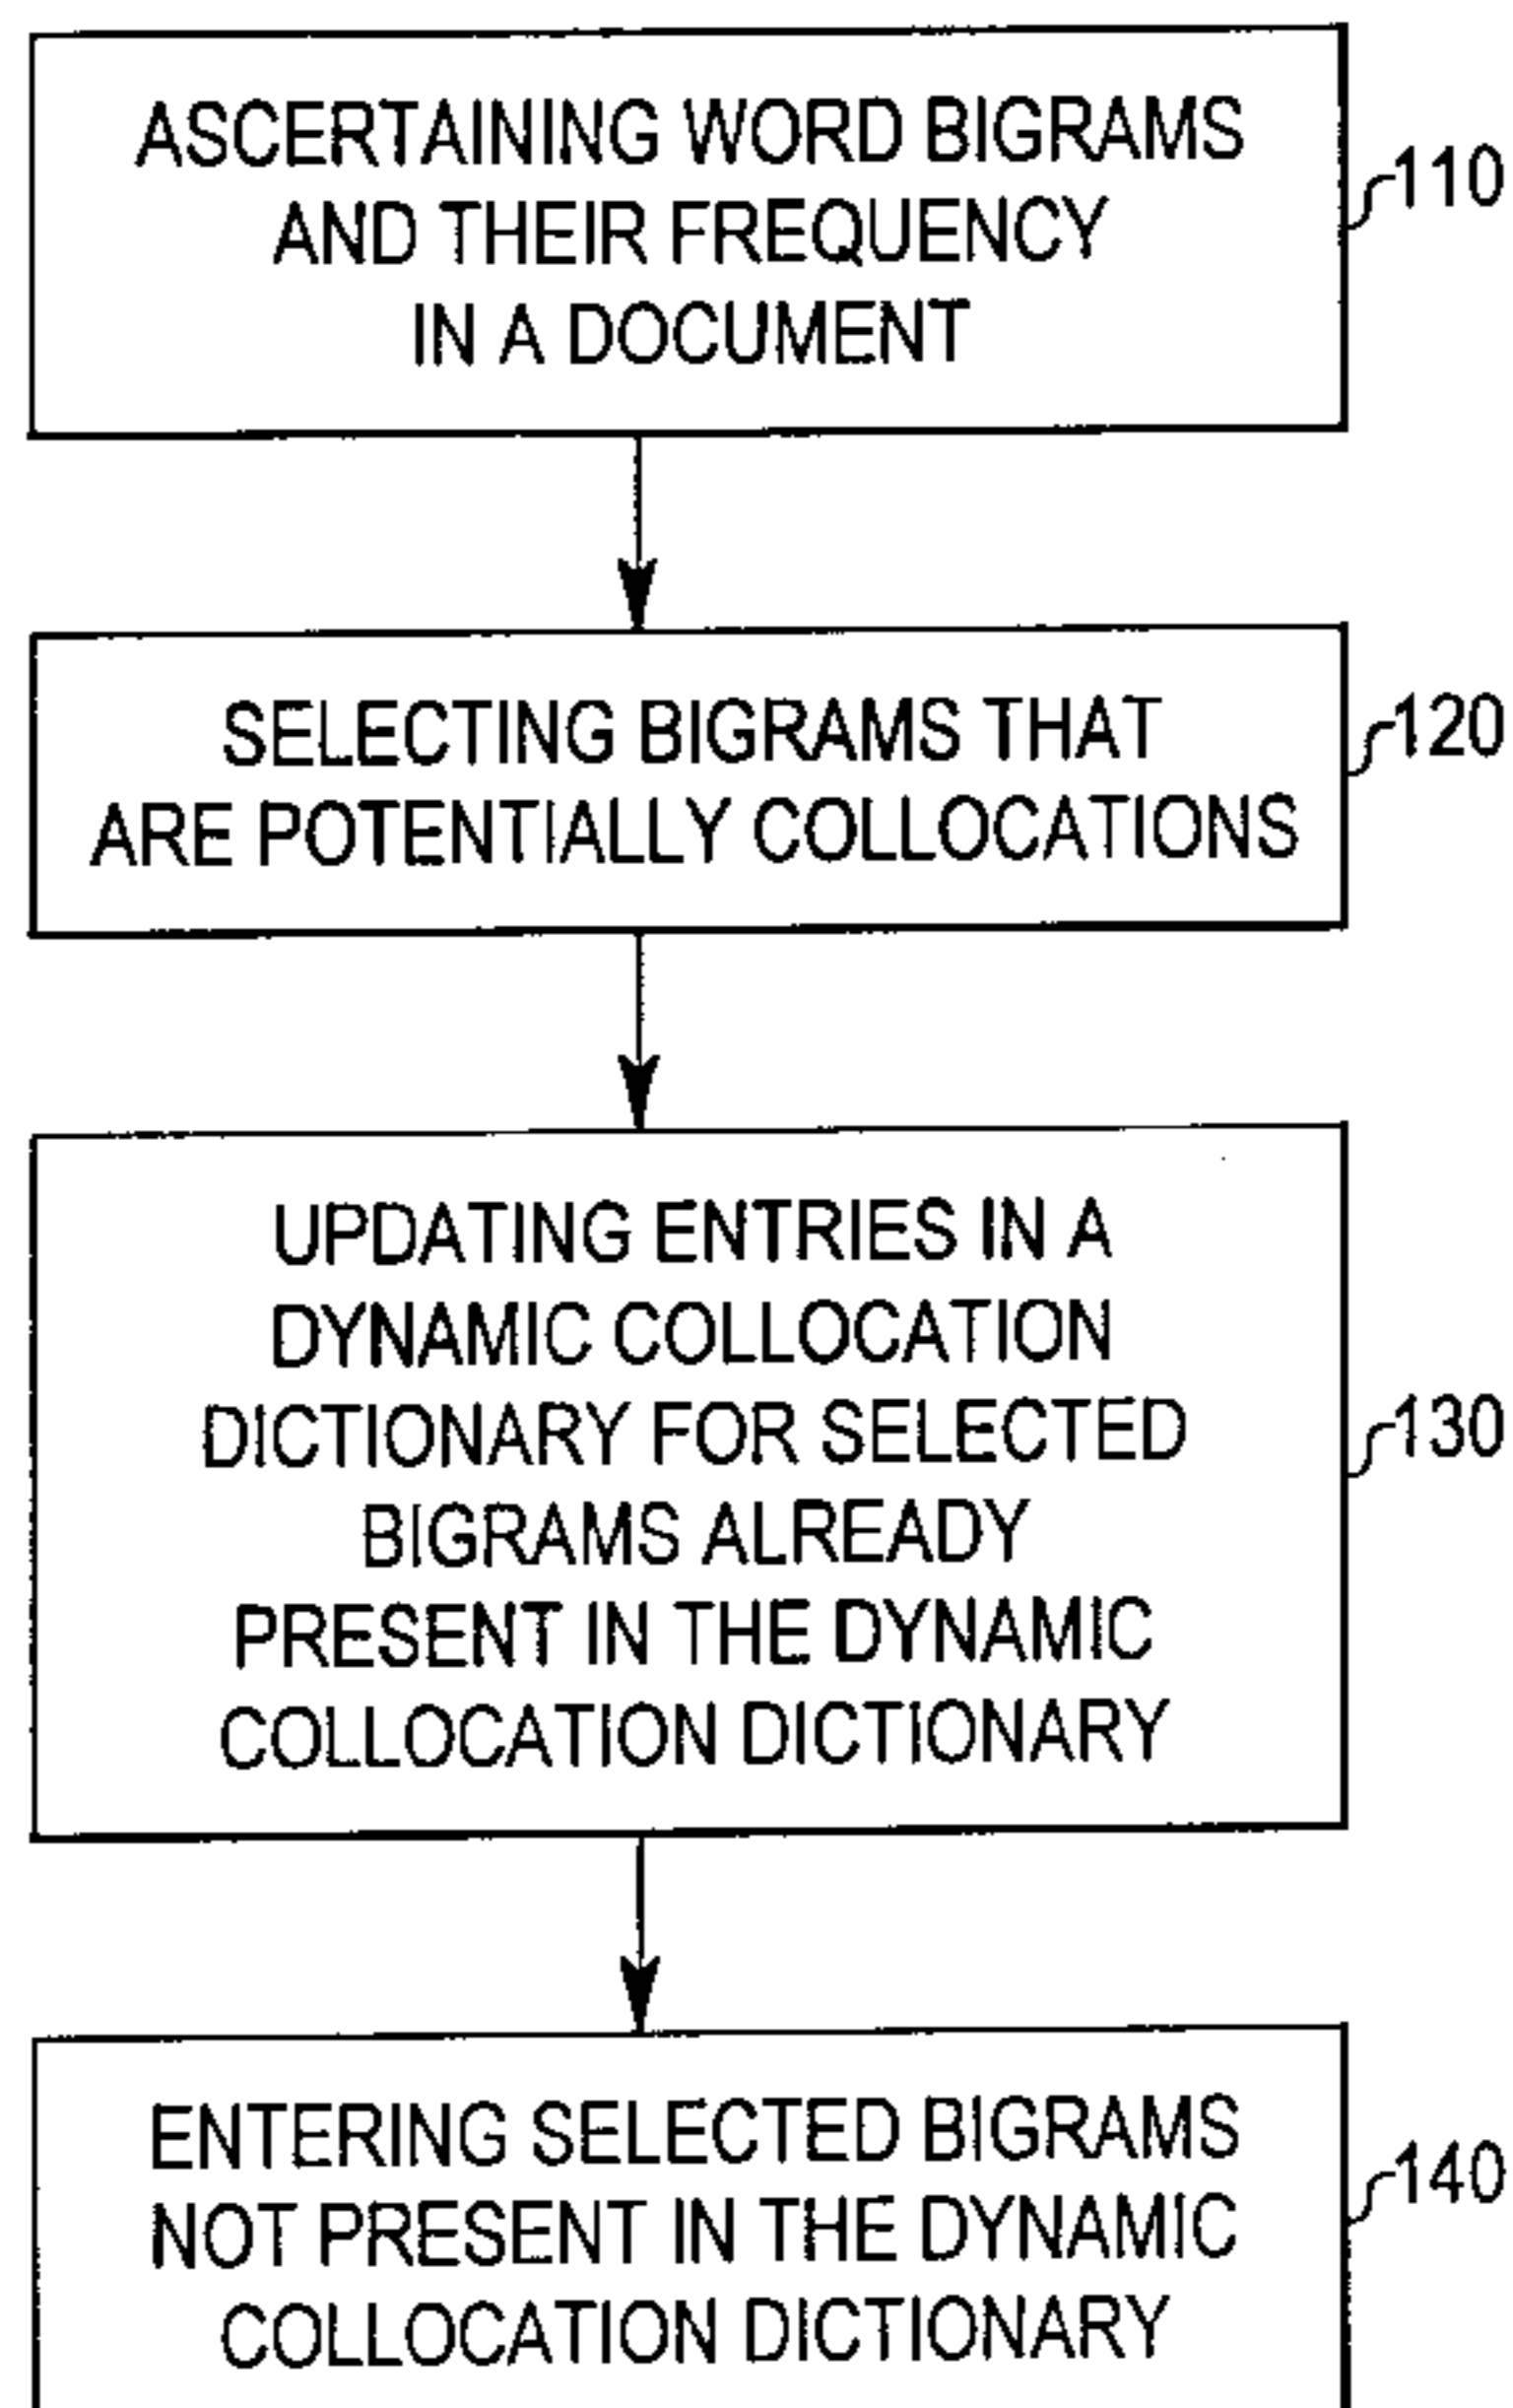 ASCERTAINING WORD BIGRAMS
AND THEIR FREQUENCY
IN A DOCUMENT
110
SELECTING BIGRAMS THAT
ARE POTENTIALLY COLLOCATIONS
120
UPDATING ENTRIES IN A
DYNAMIC COLLOCATION
DICTIONARY FOR SELECTED
BIGRAMS ALREADY
PRESENT IN THE DYNAMIC
COLLOCATION DICTIONARY
130
ENTERING SELECTED BIGRAMS
NOT PRESENT IN THE DYNAMIC
COLLOCATION DICTIONARY
140